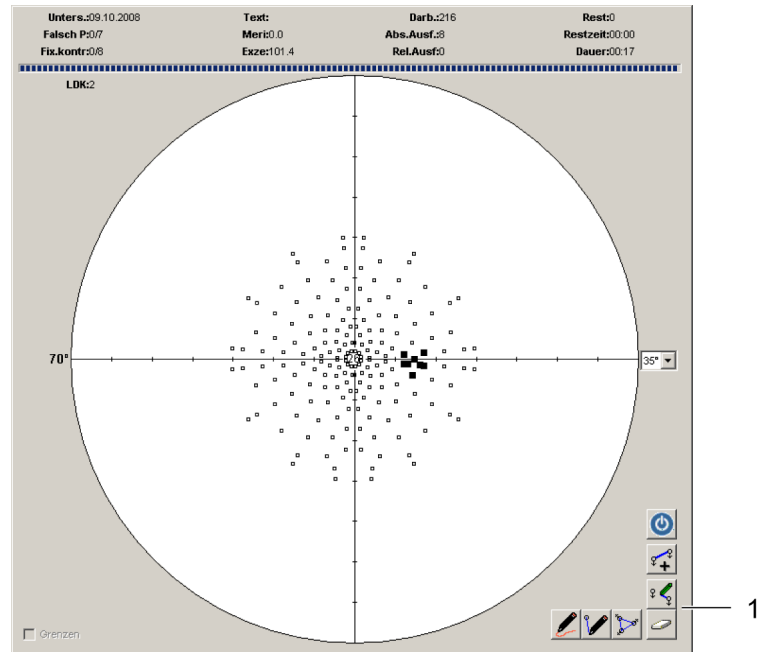 Unters.:09.10.2008 Text: Darb.:216 Rest:0
Falsch P:0/7 Meri:0.0 Abs.Ausf.:8 Restzeit:00:00
Fix.kontr:0/8 Exze:101.4 Rel.Ausf:0 Dauer:00:17
LDK:2
70° 35°
1
Grenzen